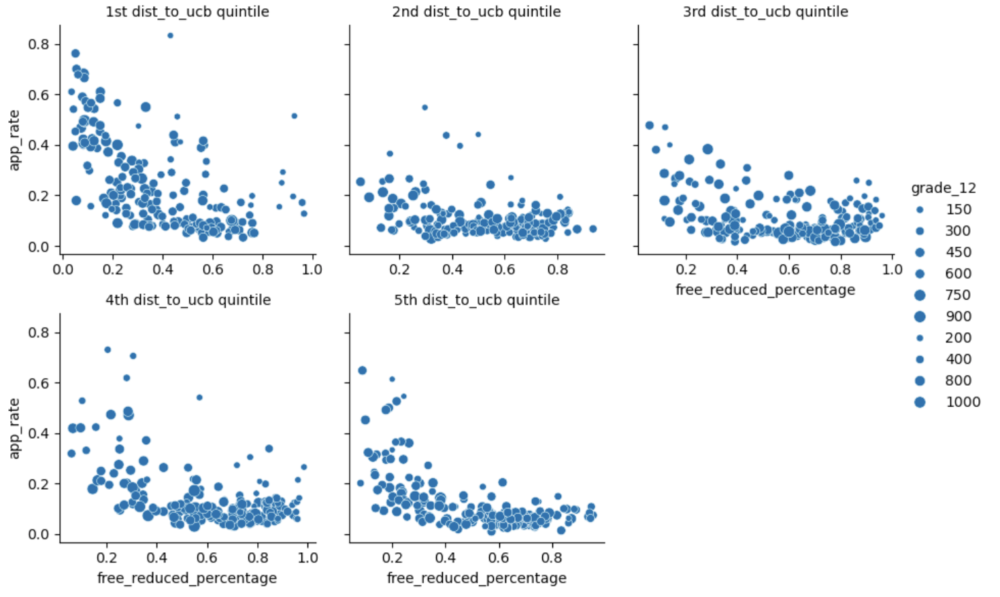 1st dist_to_ucb quintile
2nd dist_to_ucb quintile
3rd dist_to_ucb quintile
app_rate
0.8
0.6
0.4
0.2
0.0
0.0 0.2 0.4 0.6 0.8 1.0
0.2 0.4 0.6 0.8
0.2 0.4 0.6 0.8 1.0
free_reduced_percentage
4th dist_to_ucb quintile
5th dist_to_ucb quintile
app_rate
0.8
0.6
0.4
0.2
0.0
0.2 0.4 0.6 0.8 1.0
free_reduced_percentage
0.2 0.4 0.6 0.8
free_reduced_percentage
grade_12
150
300
450
600
750
900
200
400
800
1000